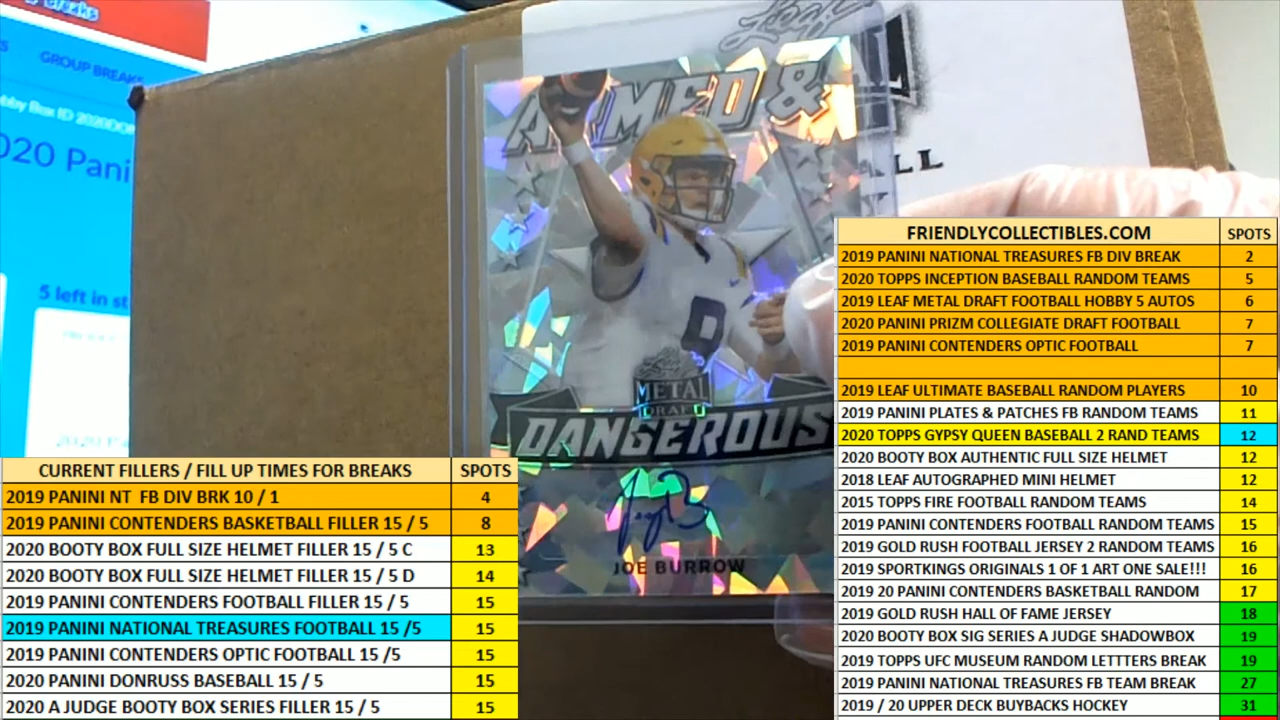 Breaks
GROUP BREAKS
Hobby Box ID 2020DO
020 Pani
5 left in st
Leaf
ARMED &
ALL
8
Leaf
METAL
DRAFT
DANGEROUS
JOE BURROW
CURRENT FILLERS / FILL UP TIMES FOR BREAKS SPOTS
2019 PANINI NT FB DIV BRK 10 / 1 4
2019 PANINI CONTENDERS BASKETBALL FILLER 15 / 5 8
2020 BOOTY BOX FULL SIZE HELMET FILLER 15 / 5 C 13
2020 BOOTY BOX FULL SIZE HELMET FILLER 15 / 5 D 14
2019 PANINI CONTENDERS FOOTBALL FILLER 15 / 5 15
2019 PANINI NATIONAL TREASURES FOOTBALL 15 /5 15
2019 PANINI CONTENDERS OPTIC FOOTBALL 15 /5 15
2020 PANINI DONRUSS BASEBALL 15 / 5 15
2020 A JUDGE BOOTY BOX SERIES FILLER 15 / 5 15
FRIENDLYCOLLECTIBLES.COM SPOTS
2019 PANINI NATIONAL TREASURES FB DIV BREAK 2
2020 TOPPS INCEPTION BASEBALL RANDOM TEAMS 5
2019 LEAF METAL DRAFT FOOTBALL HOBBY 5 AUTOS 6
2020 PANINI PRIZM COLLEGIATE DRAFT FOOTBALL 7
2019 PANINI CONTENDERS OPTIC FOOTBALL 7
2019 LEAF ULTIMATE BASEBALL RANDOM PLAYERS 10
2019 PANINI PLATES & PATCHES FB RANDOM TEAMS 11
2020 TOPPS GYPSY QUEEN BASEBALL 2 RAND TEAMS 12
2020 BOOTY BOX AUTHENTIC FULL SIZE HELMET 12
2018 LEAF AUTOGRAPHED MINI HELMET 12
2015 TOPPS FIRE FOOTBALL RANDOM TEAMS 14
2019 PANINI CONTENDERS FOOTBALL RANDOM TEAMS 15
2019 GOLD RUSH FOOTBALL JERSEY 2 RANDOM TEAMS 16
2019 SPORTKINGS ORIGINALS 1 OF 1 ART ONE SALE!!! 16
2019 20 PANINI CONTENDERS BASKETBALL RANDOM 17
2019 GOLD RUSH HALL OF FAME JERSEY 18
2020 BOOTY BOX SIG SERIES A JUDGE SHADOWBOX 19
2019 TOPPS UFC MUSEUM RANDOM LETTTERS BREAK 19
2019 PANINI NATIONAL TREASURES FB TEAM BREAK 27
2019 / 20 UPPER DECK BUYBACKS HOCKEY 31